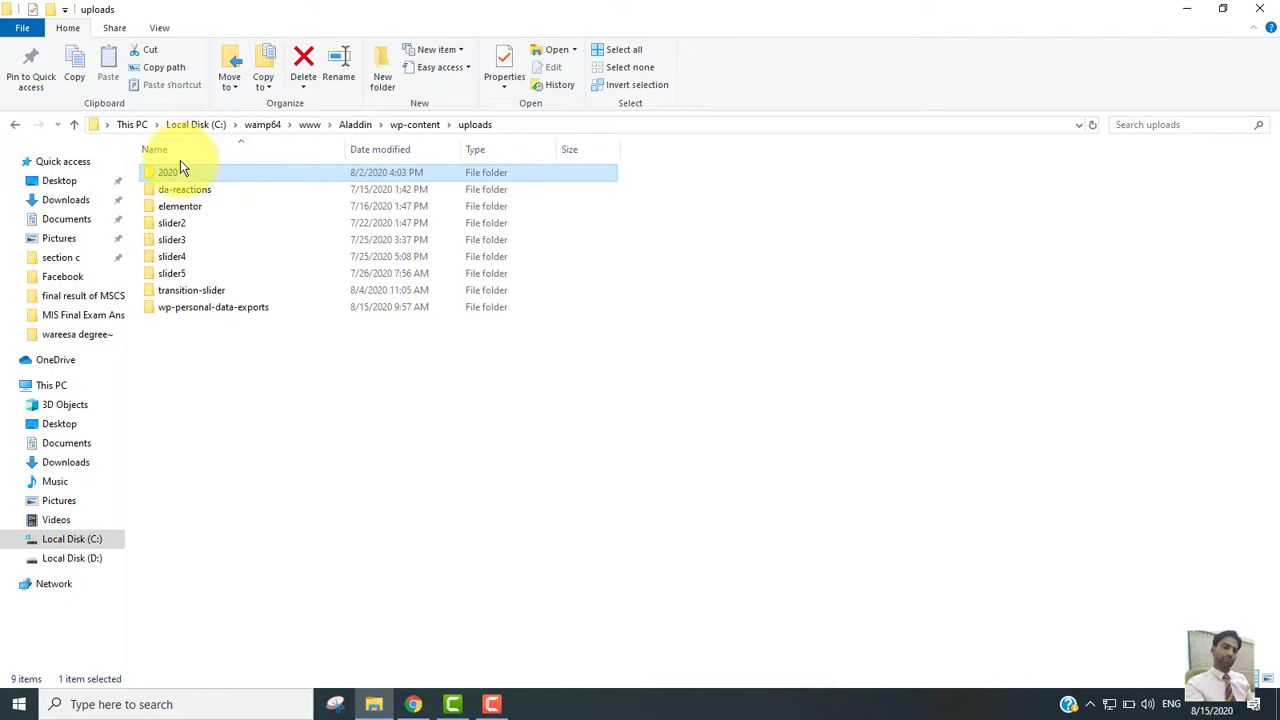 uploads
File Home Share View
Pin to Quick access
Copy
Paste
Cut
Copy path
Paste shortcut
Clipboard
Move to
Copy to
Delete
Rename
Organize
New folder
New item
Easy access
New
Properties
Open
Edit
History
Open
Select all
Select none
Invert selection
Select
This PC Local Disk (C:) wamp64 www Aladdin wp-content uploads
Search uploads
Name Date modified Type Size
2020 8/2/2020 4:03 PM File folder
da-reactions 7/15/2020 1:42 PM File folder
elementor 7/16/2020 1:47 PM File folder
slider2 7/22/2020 1:47 PM File folder
slider3 7/25/2020 3:37 PM File folder
slider4 7/25/2020 5:08 PM File folder
slider5 7/26/2020 7:56 AM File folder
transition-slider 8/4/2020 11:05 AM File folder
wp-personal-data-exports 8/15/2020 9:57 AM File folder
Quick access
Desktop
Downloads
Documents
Pictures
section c
Facebook
final result of MSCS
MIS Final Exam Ans
wareesa degree~
OneDrive
This PC
3D Objects
Desktop
Documents
Downloads
Music
Pictures
Videos
Local Disk (C:)
Local Disk (D:)
Network
9 items 1 item selected
Type here to search
ENG
8/15/2020